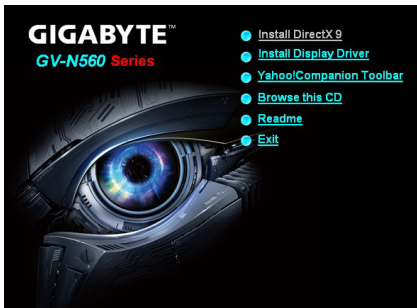 GIGABYTE™
GV-N560 Series
Install DirectX 9
Install Display Driver
Yahoo!Companion Toolbar
Browse this CD
Readme
Exit